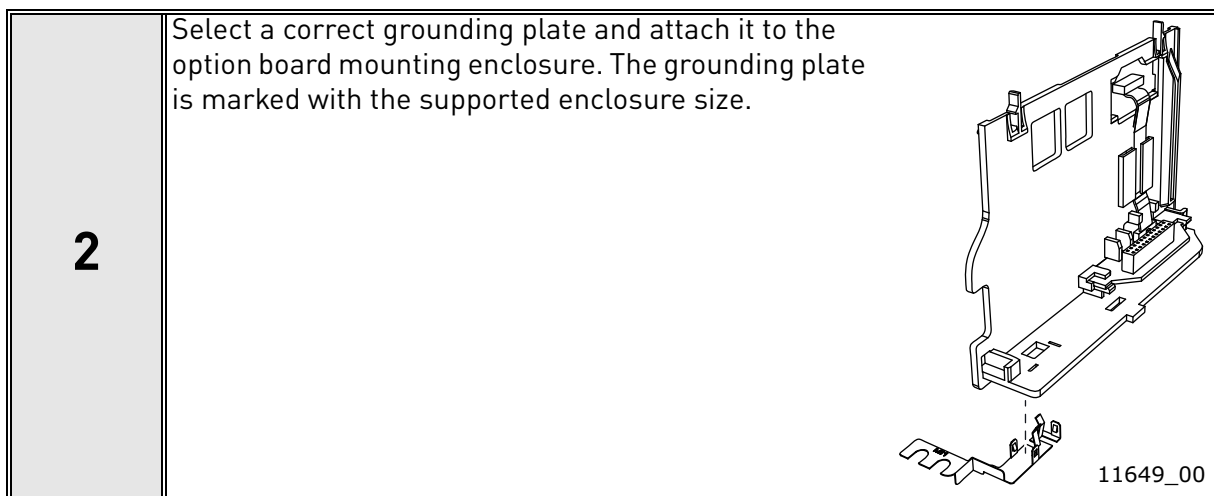 2
Select a correct grounding plate and attach it to the
option board mounting enclosure. The grounding plate
is marked with the supported enclosure size.
11649_00